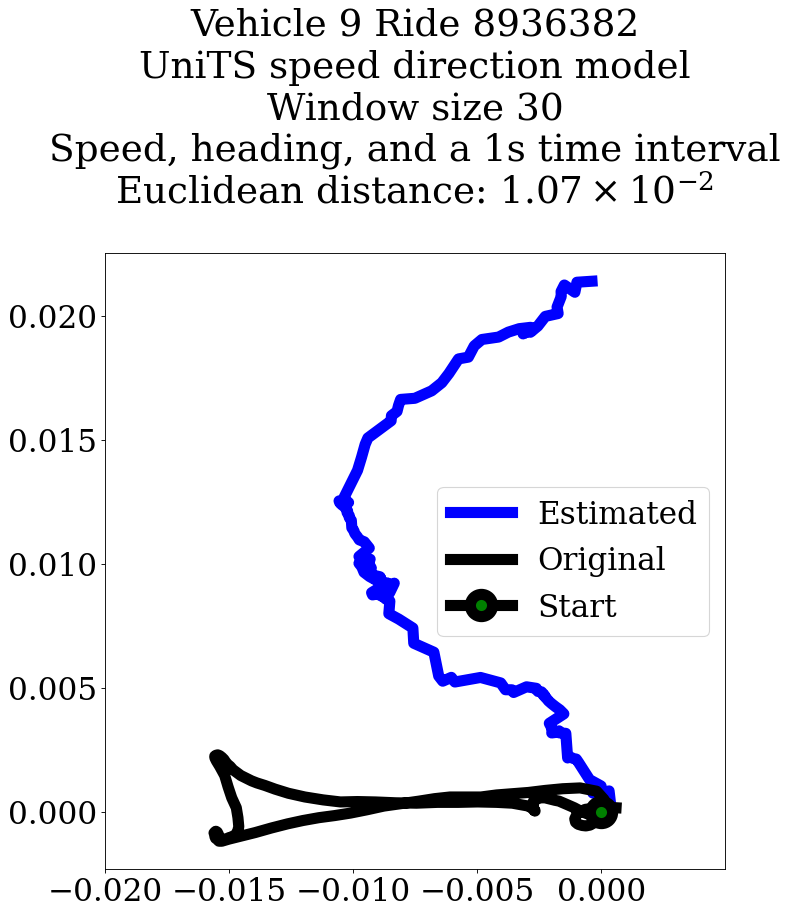 Vehicle 9 Ride 8936382
UniTS speed direction model
Window size 30
Speed, heading, and a 1s time interval
Euclidean distance: 1.07 × 10⁻²
0.020
0.015
0.010
0.005
0.000
Estimated
Original
Start
−0.020 −0.015 −0.010 −0.005 0.000